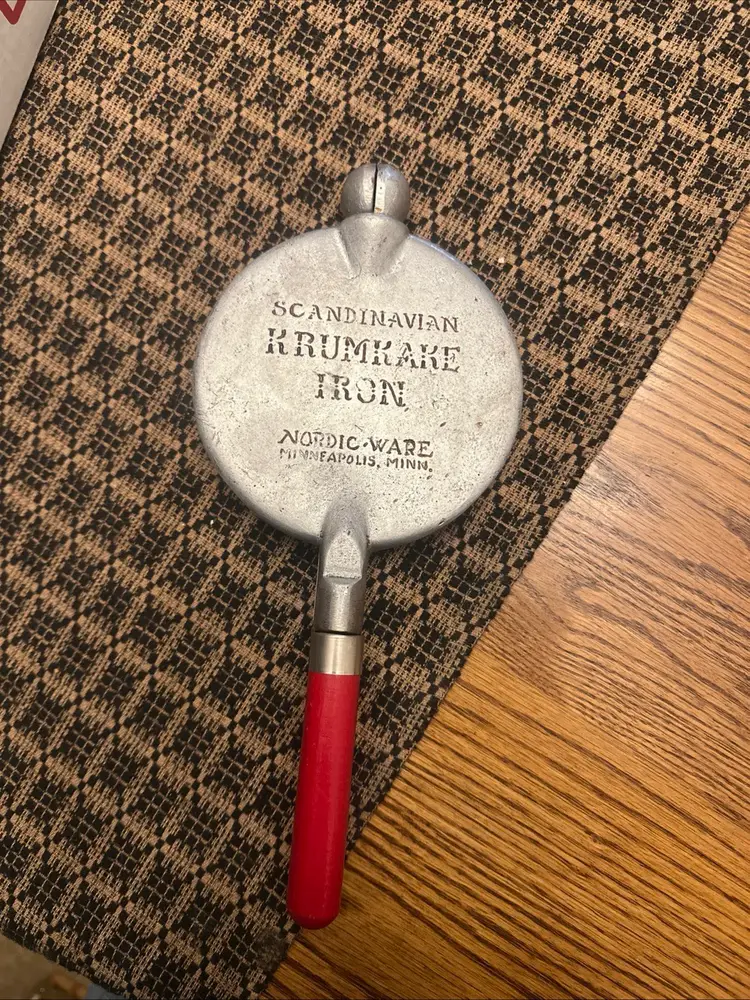 SCANDINAVIAN
KRUMKAKE
IRON
NORDIC·WARE
MINNEAPOLIS, MINN.